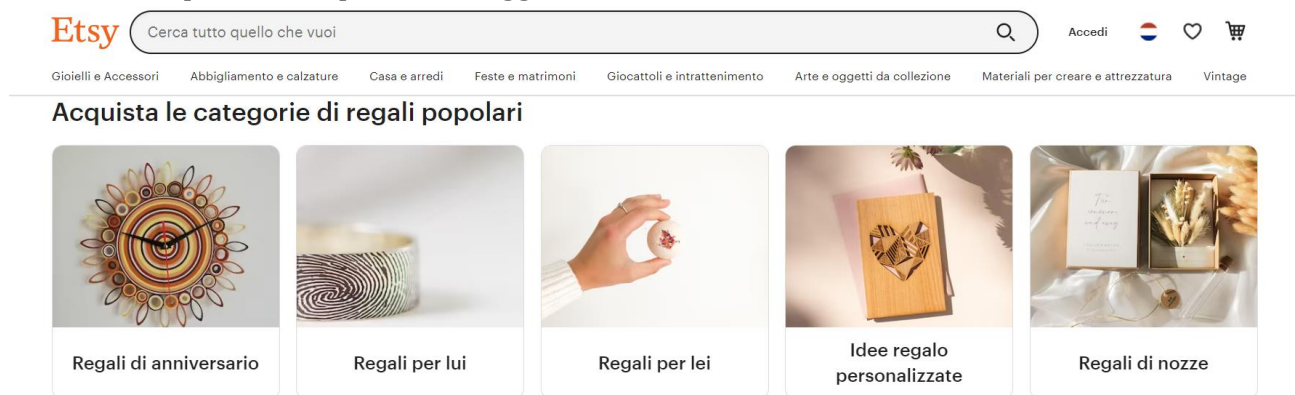 Etsy
Cerca tutto quello che vuoi
Accedi
Gioielli e Accessori Abbigliamento e calzature Casa e arredi Feste e matrimoni Giocattoli e intrattenimento Arte e oggetti da collezione Materiali per creare e attrezzatura Vintage
Acquista le categorie di regali popolari
Regali di anniversario
Regali per lui
Regali per lei
Idee regalo
personalizzate
Regali di nozze